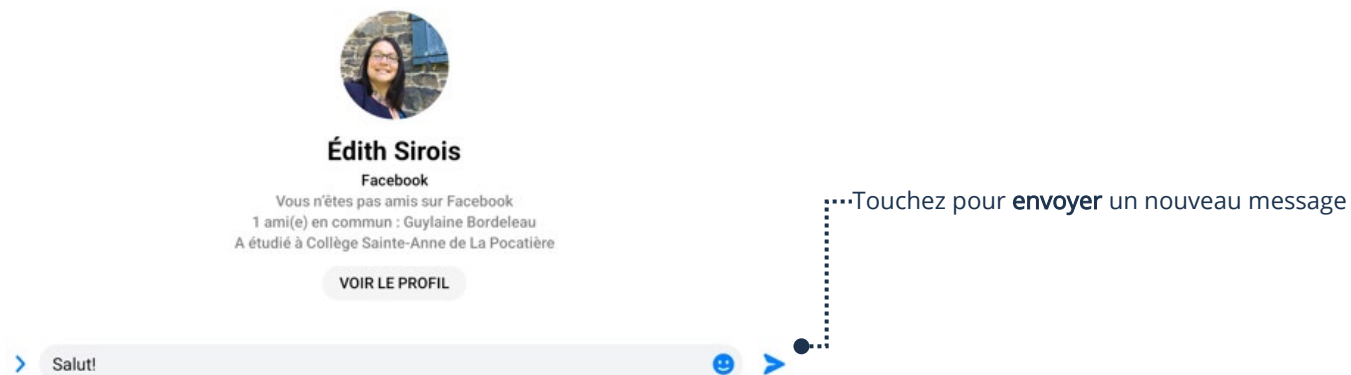 Édith Sirois
Facebook
Vous n'êtes pas amis sur Facebook
1 ami(e) en commun : Guylaine Bordeleau
A étudié à Collège Sainte-Anne de La Pocatière
VOIR LE PROFIL
Touchez pour envoyer un nouveau message
Salut!